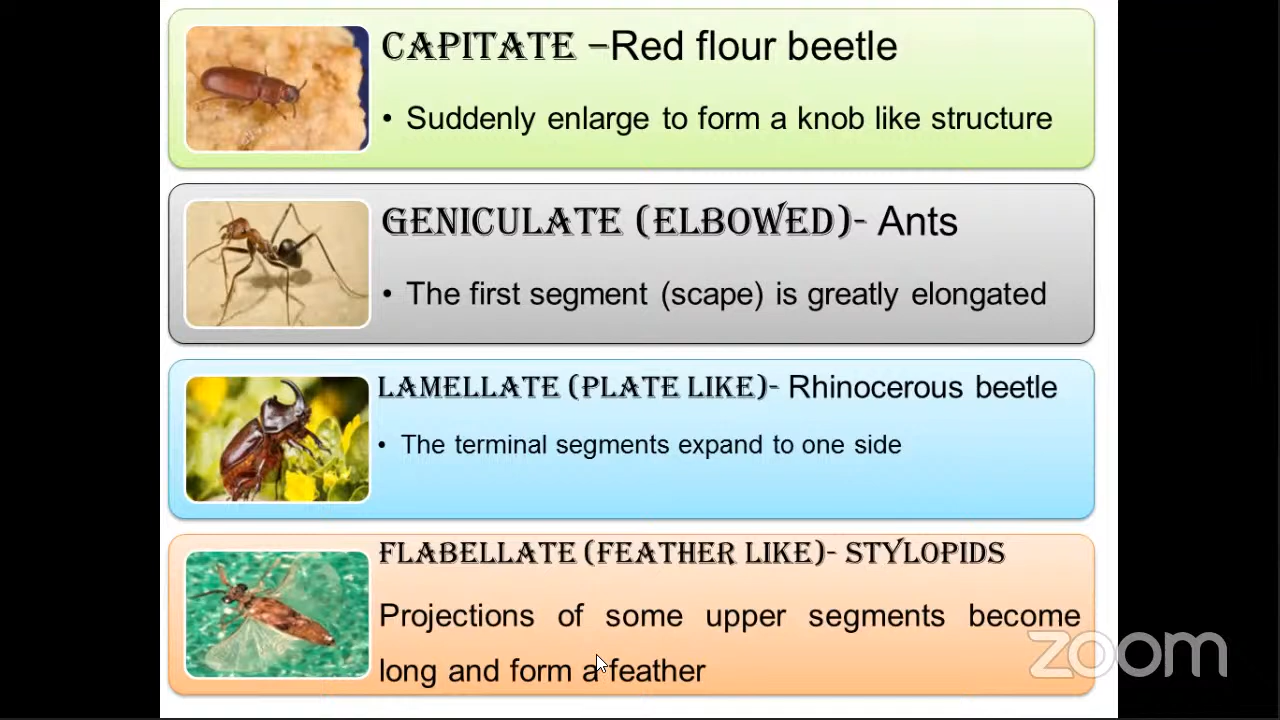 CAPITATE –Red flour beetle
• Suddenly enlarge to form a knob like structure
GENICULATE (ELBOWED)- Ants
• The first segment (scape) is greatly elongated
LAMELLATE (PLATE LIKE)- Rhinocerous beetle
• The terminal segments expand to one side
FLABELLATE (FEATHER LIKE)- STYLOPIDS
Projections of some upper segments become
long and form a feather
zoom